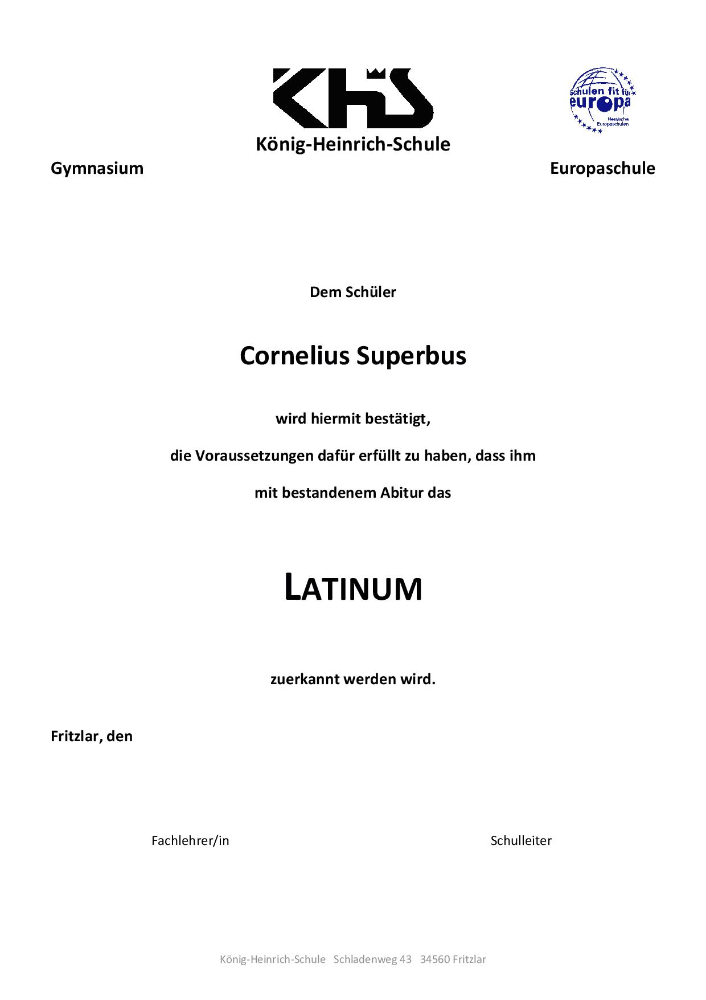 KHS
Schulen fit für
europa
Hessische
Europaschulen
König-Heinrich-Schule
Gymnasium Europaschule
Dem Schüler
Cornelius Superbus
wird hiermit bestätigt,
die Voraussetzungen dafür erfüllt zu haben, dass ihm
mit bestandenem Abitur das
LATINUM
zuerkannt werden wird.
Fritzlar, den
Fachlehrer/in Schulleiter
König-Heinrich-Schule Schladenweg 43 34560 Fritzlar